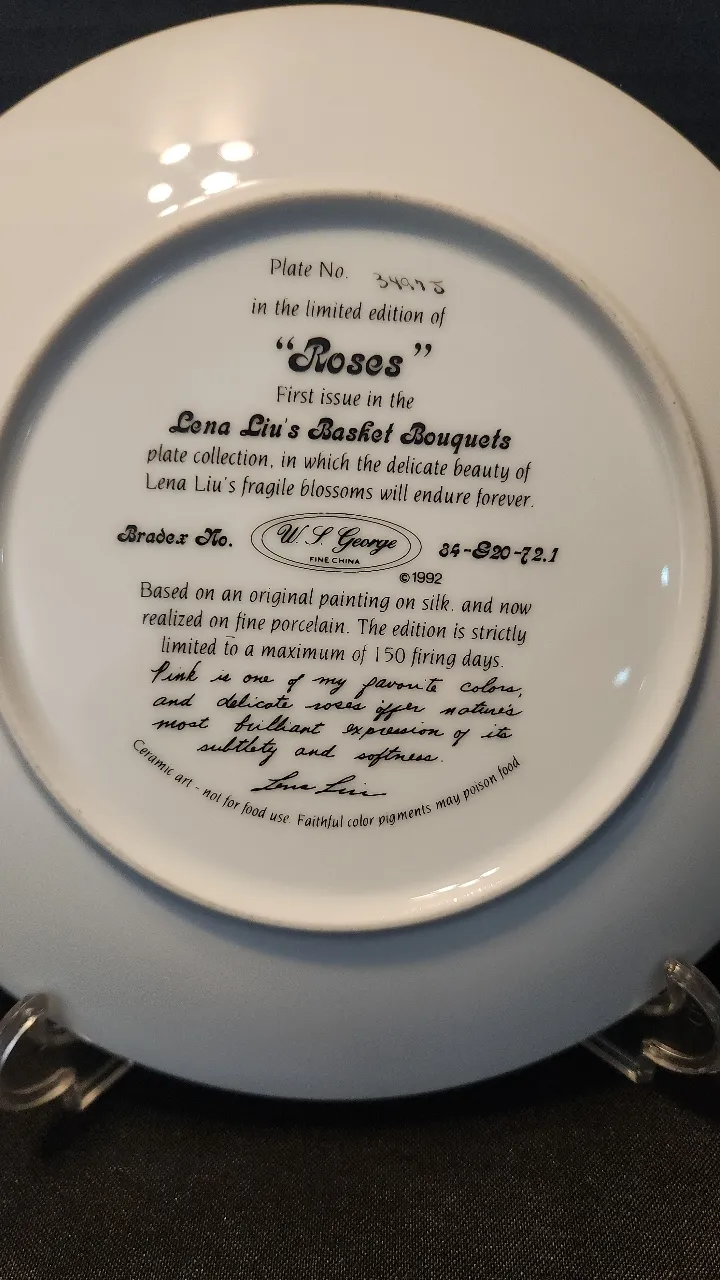 Plate No. 3497J
in the limited edition of
“Roses”
First issue in the
Lena Liu's Basket Bouquets
plate collection, in which the delicate beauty of
Lena Liu's fragile blossoms will endure forever.
Bradex No. W. S. George FINE CHINA 84-G20-72.1
©1992
Based on an original painting on silk, and now
realized on fine porcelain. The edition is strictly
limited to a maximum of 150 firing days.
Pink is one of my favorite colors,
and delicate roses offer nature's
most brilliant expression of its
subtlety and softness.
Lena Liu
Ceramic art - not for food use. Faithful color pigments may poison food